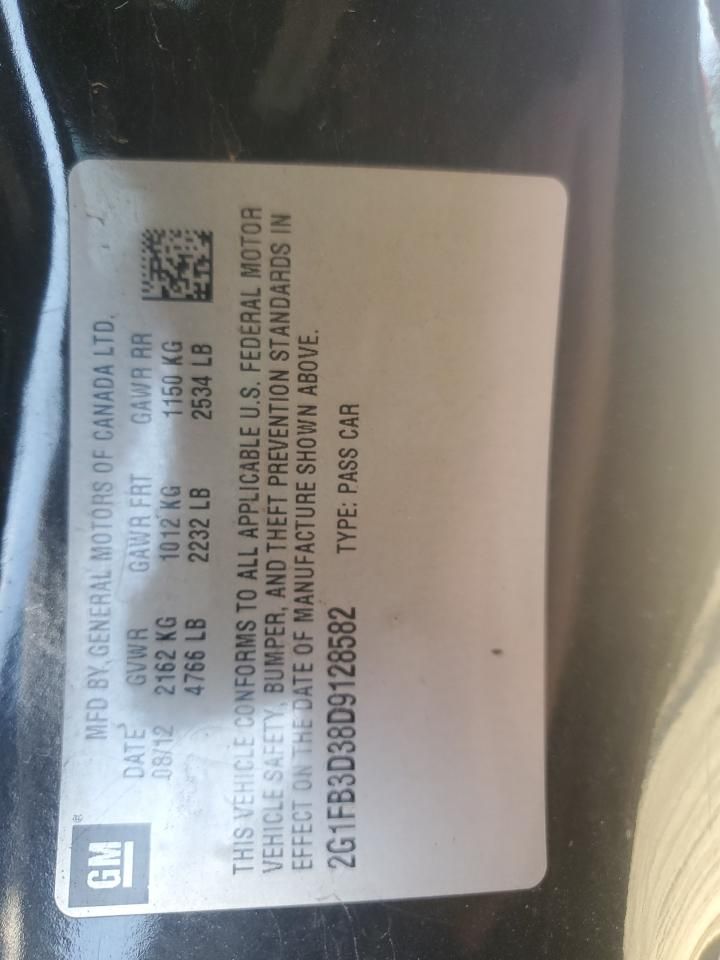 GM ®
MFD BY GENERAL MOTORS OF CANADA LTD.
DATE GVWR GAWR FRT GAWR RR
08/12 2162 KG 1012 KG 1150 KG
4766 LB 2232 LB 2534 LB
THIS VEHICLE CONFORMS TO ALL APPLICABLE U.S. FEDERAL MOTOR
VEHICLE SAFETY, BUMPER, AND THEFT PREVENTION STANDARDS IN
EFFECT ON THE DATE OF MANUFACTURE SHOWN ABOVE.
2G1FB3D38D9128582 TYPE: PASS CAR